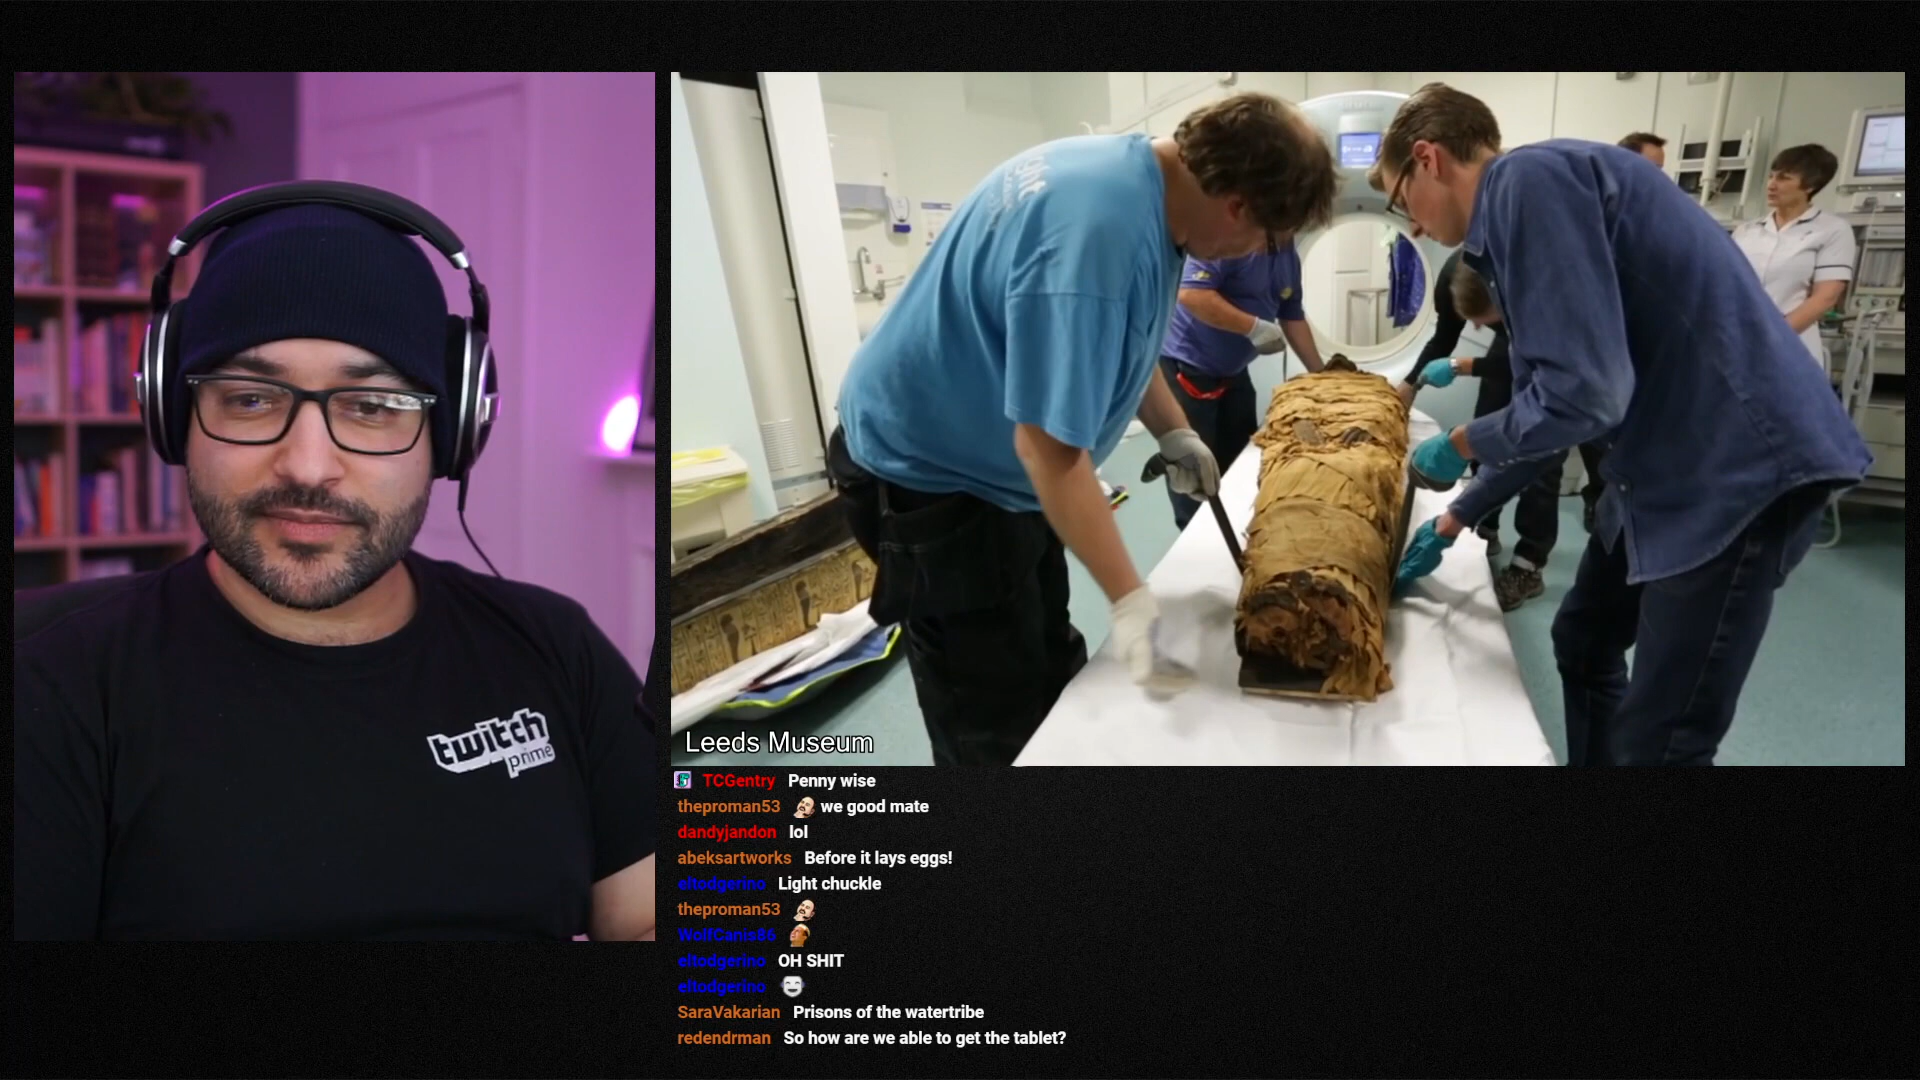 twitch
prime
Leeds Museum
TCGentry Penny wise
theproman53 we good mate
dandyjandon lol
abeksartworks Before it lays eggs!
eltodgerino Light chuckle
theproman53
WolfCanis86
eltodgerino OH SHIT
eltodgerino
SaraVakarian Prisons of the watertribe
redendrman So how are we able to get the tablet?